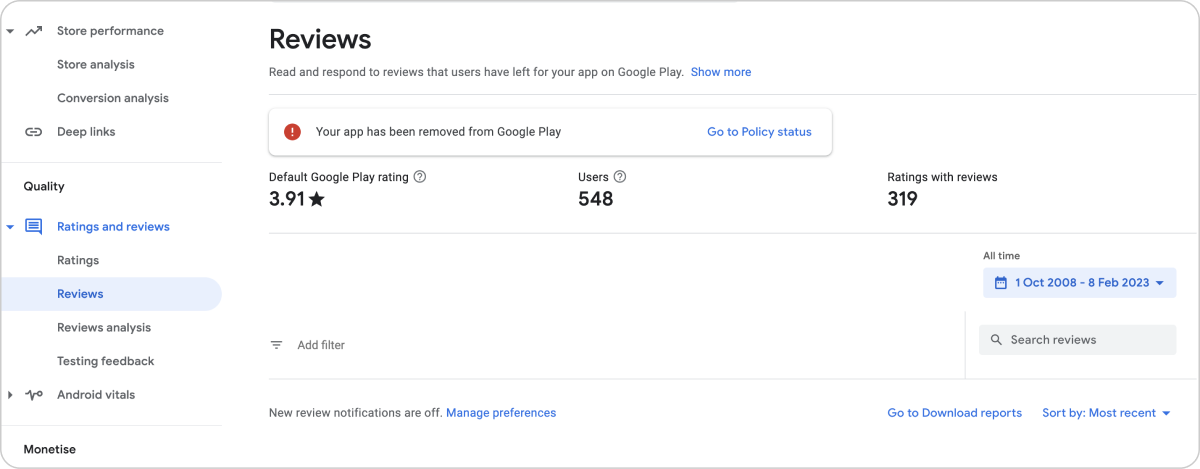 Store performance
Store analysis
Conversion analysis
Deep links
Quality
Ratings and reviews
Ratings
Reviews
Reviews analysis
Testing feedback
Android vitals
Monetise
Reviews
Read and respond to reviews that users have left for your app on Google Play. Show more
Your app has been removed from Google Play Go to Policy status
Default Google Play rating Users Ratings with reviews
3.91★ 548 319
All time
1 Oct 2008 - 8 Feb 2023
Add filter Search reviews
New review notifications are off. Manage preferences Go to Download reports Sort by: Most recent